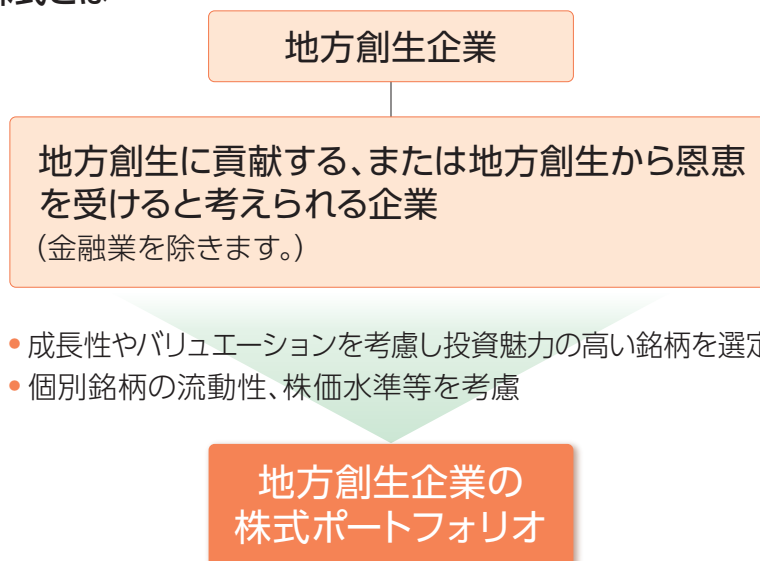 株式とは
地方創生企業
地方創生に貢献する、または地方創生から恩恵
を受けると考えられる企業
(金融業を除きます。)
• 成長性やバリュエーションを考慮し投資魅力の高い銘柄を選定
• 個別銘柄の流動性、株価水準等を考慮
地方創生企業の
株式ポートフォリオ